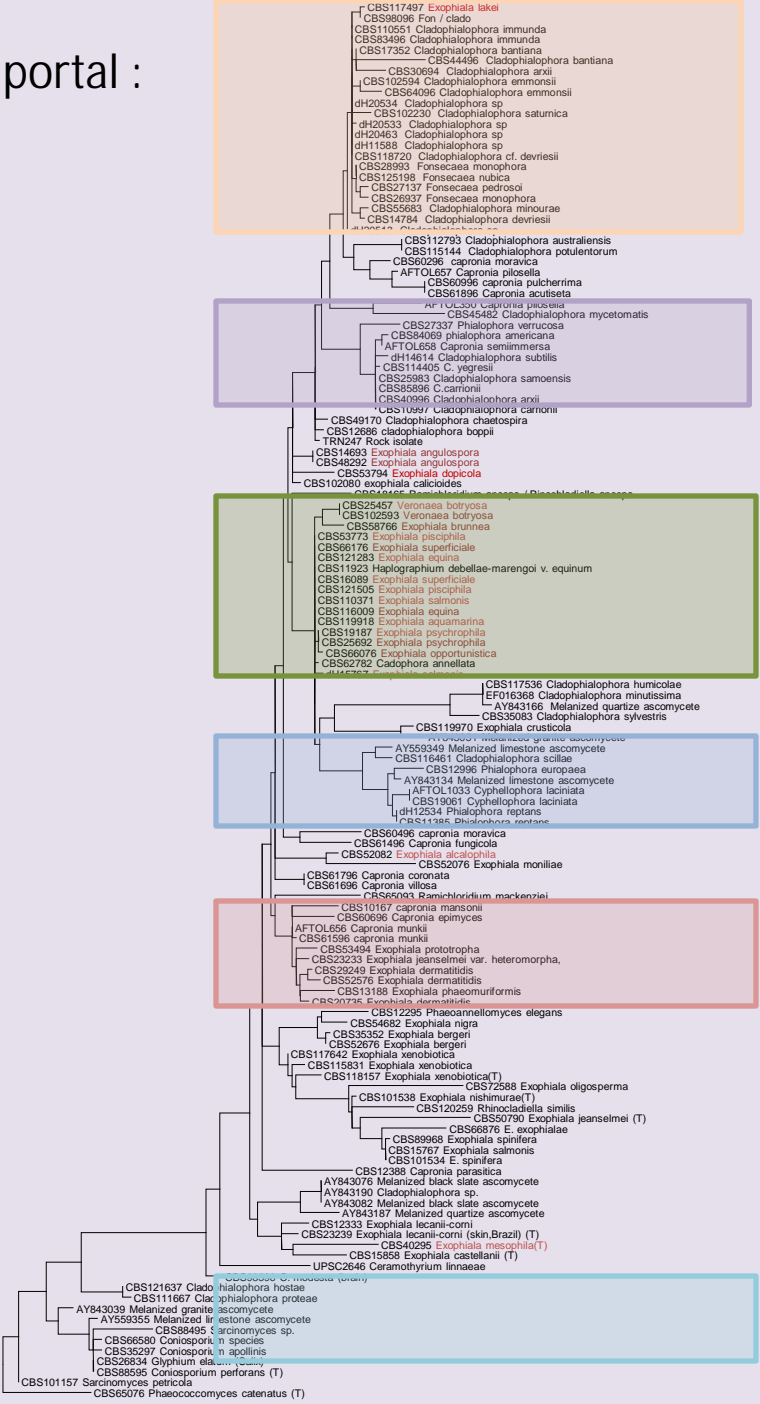 portal :
CBS117497 Exophiala lakei
CBS98096 Fon / clado
CBS110551 Cladophialophora immunda
CBS83496 Cladophialophora immunda
CBS17352 Cladophialophora bantiana
CBS44496 Cladophialophora bantiana
CBS30694 Cladophialophora arxii
CBS102594 Cladophialophora emmonsii
CBS64096 Cladophialophora emmonsii
dH20534 Cladophialophora sp
CBS102230 Cladophialophora saturnica
dH20533 Cladophialophora sp
dH20463 Cladophialophora sp
dH11588 Cladophialophora sp
CBS118720 Cladophialophora cf. devriesii
CBS28993 Fonsecaea monophora
CBS125198 Fonsecaea nubica
CBS27137 Fonsecaea pedrosoi
CBS26937 Fonsecaea monophora
CBS55683 Cladophialophora minourae
CBS14784 Cladophialophora devriesii
CBS112793 Cladophialophora australiensis
CBS115144 Cladophialophora potulentorum
CBS60296 capronia moravica
AFTOL657 Capronia pilosella
CBS60996 capronia pulcherrima
CBS61896 Capronia acutiseta
AFTOL350 Capronia pilosella
CBS45482 Cladophialophora mycetomatis
CBS27337 Phialophora verrucosa
CBS84069 phialophora americana
AFTOL658 Capronia semiimmersa
dH14614 Cladophialophora subtilis
CBS114405 C. yegresii
CBS25983 Cladophialophora samoensis
CBS85896 C.carrionii
CBS40996 Cladophialophora arxii
CBS10997 Cladophialophora carrionii
CBS49170 Cladophialophora chaetospira
CBS12686 cladophialophora boppii
TRN247 Rock isolate
CBS14693 Exophiala angulospora
CBS48292 Exophiala angulospora
CBS53794 Exophiala dopicola
CBS102080 exophiala calicioides
CBS25457 Veronaea botryosa
CBS102593 Veronaea botryosa
CBS58766 Exophiala brunnea
CBS53773 Exophiala pisciphila
CBS66176 Exophiala superficiale
CBS121283 Exophiala equina
CBS11923 Haplographium debellae-marengoi v. equinum
CBS16089 Exophiala superficiale
CBS121505 Exophiala pisciphila
CBS110371 Exophiala salmonis
CBS116009 Exophiala equina
CBS119918 Exophiala aquamarina
CBS19187 Exophiala psychrophila
CBS25692 Exophiala psychrophila
CBS66076 Exophiala opportunistica
CBS62782 Cadophora annellata
CBS117536 Cladophialophora humicolae
EF016368 Cladophialophora minutissima
AY843166 Melanized quartize ascomycete
CBS35083 Cladophialophora sylvestris
CBS119970 Exophiala crusticola
AY559349 Melanized limestone ascomycete
CBS116461 Cladophialophora scillae
CBS12996 Phialophora europaea
AY843134 Melanized limestone ascomycete
AFTOL1033 Cyphellophora laciniata
CBS19061 Cyphellophora laciniata
dH12534 Phialophora reptans
CBS11385 Phialophora reptans
CBS60496 capronia moravica
CBS61496 Capronia fungicola
CBS52082 Exophiala alcalophila
CBS52076 Exophiala moniliae
CBS61796 Capronia coronata
CBS61696 Capronia villosa
CBS65093 Ramichloridium mackenziei
CBS10167 capronia mansonii
CBS60696 Capronia epimyces
AFTOL656 Capronia munkii
CBS61596 capronia munkii
CBS53494 Exophiala prototropha
CBS23233 Exophiala jeanselmei var. heteromorpha,
CBS29249 Exophiala dermatitidis
CBS52576 Exophiala dermatitidis
CBS13188 Exophiala phaeomuriformis
CBS20735 Exophiala dermatitidis
CBS12295 Phaeoannellomyces elegans
CBS54682 Exophiala nigra
CBS35352 Exophiala bergeri
CBS52676 Exophiala bergeri
CBS117642 Exophiala xenobiotica
CBS115831 Exophiala xenobiotica
CBS118157 Exophiala xenobiotica(T)
CBS72588 Exophiala oligosperma
CBS101538 Exophiala nishimurae(T)
CBS120259 Rhinocladiella similis
CBS50790 Exophiala jeanselmei (T)
CBS66876 E. exophialae
CBS89968 Exophiala spinifera
CBS15767 Exophiala salmonis
CBS101534 E. spinifera
CBS12388 Capronia parasitica
AY843076 Melanized black slate ascomycete
AY843190 Cladophialophora sp.
AY843082 Melanized black slate ascomycete
AY843187 Melanized quartize ascomycete
CBS12333 Exophiala lecanii-corni
CBS23239 Exophiala lecanii-corni (skin,Brazil) (T)
CBS40295 Exophiala mesophila(T)
CBS15858 Exophiala castellanii (T)
UPSC2646 Ceramothyrium linnaeae
CBS121637 Cladophialophora hostae
CBS111667 Cladophialophora proteae
AY843039 Melanized granite ascomycete
AY559355 Melanized limestone ascomycete
CBS88495 Sarcinomyces sp.
CBS66580 Coniosporium species
CBS35297 Coniosporium apollinis
CBS26834 Glyphium elatum
CBS88595 Coniosporium perforans (T)
CBS101157 Sarcinomyces petricola
CBS65076 Phaeococcomyces catenatus (T)